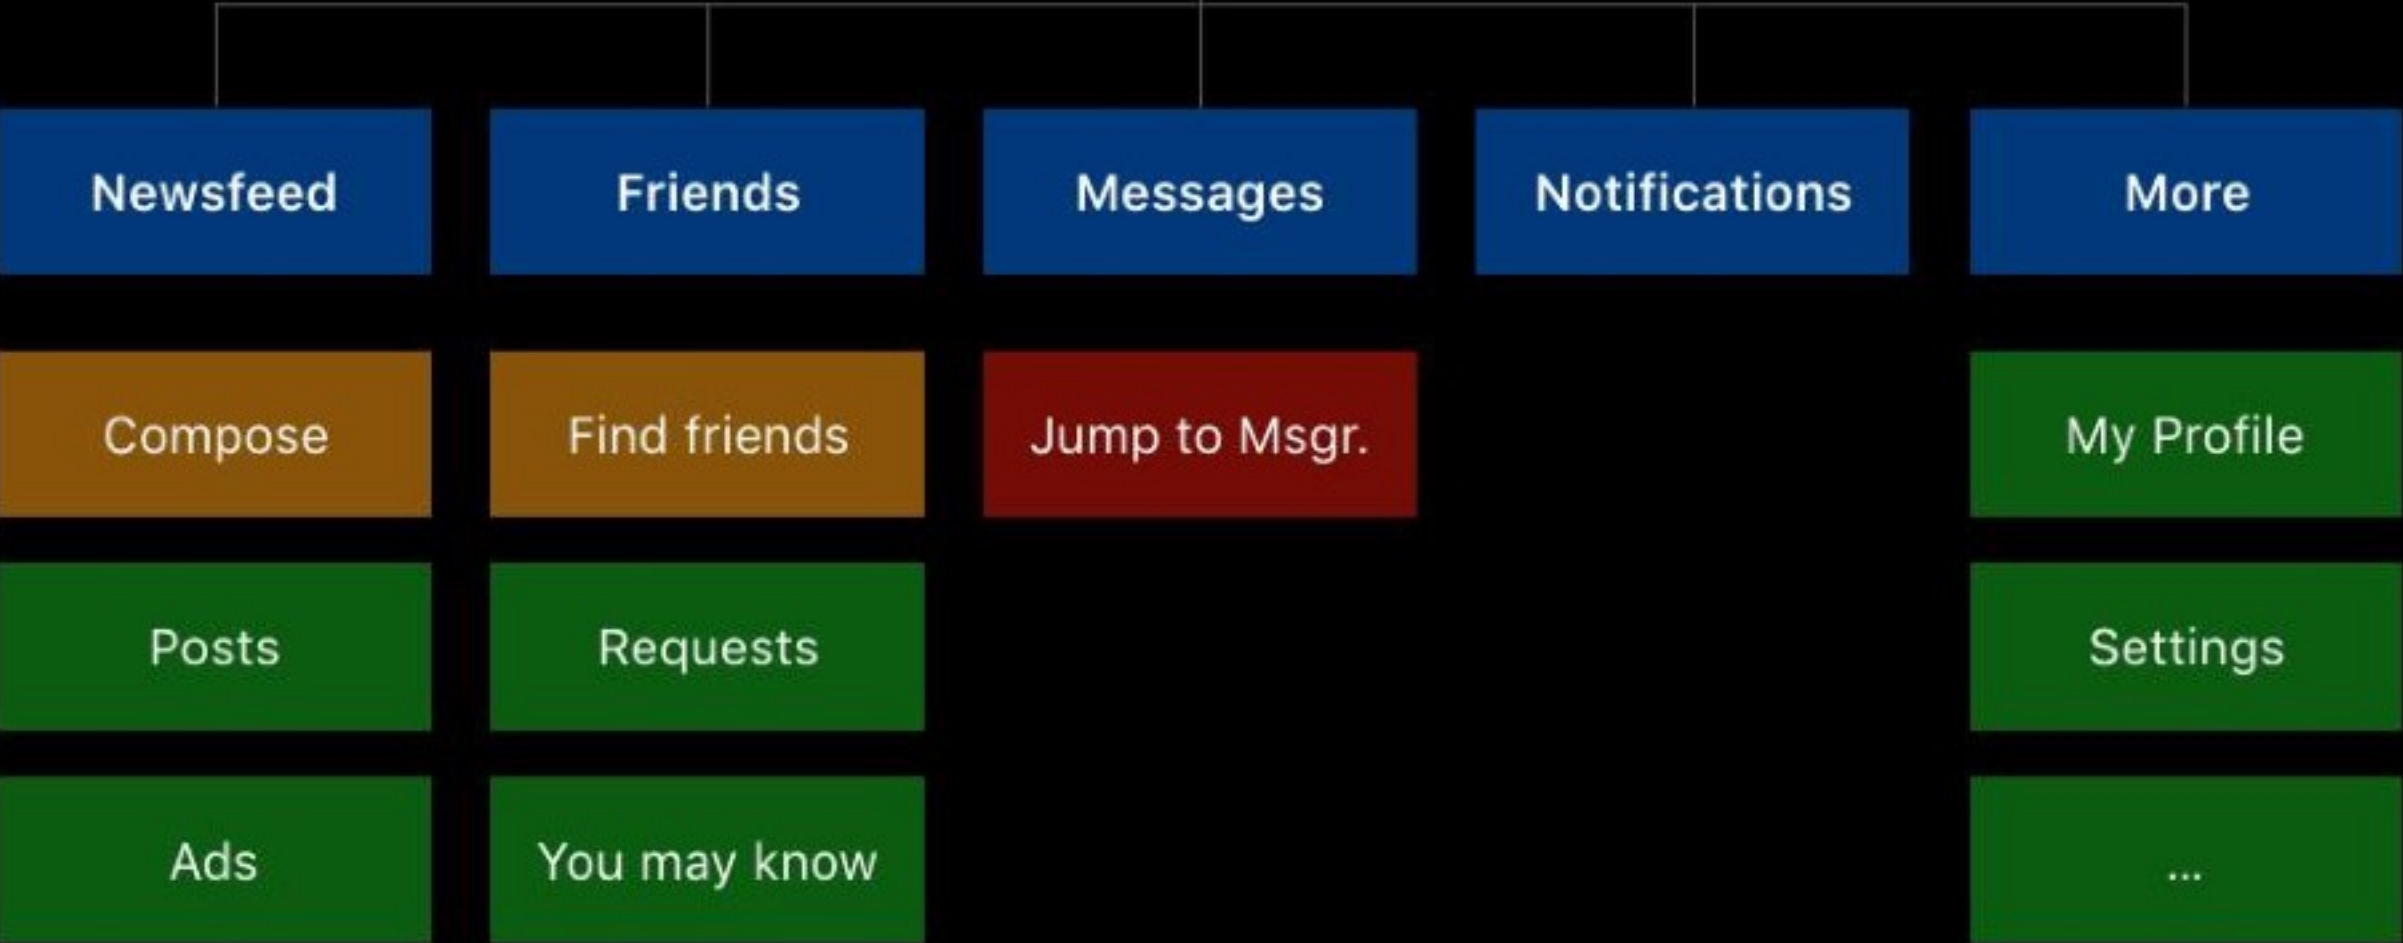 Newsfeed
Friends
Messages
Notifications
More
Compose
Find friends
Jump to Msgr.
My Profile
Posts
Requests
Settings
Ads
You may know
...